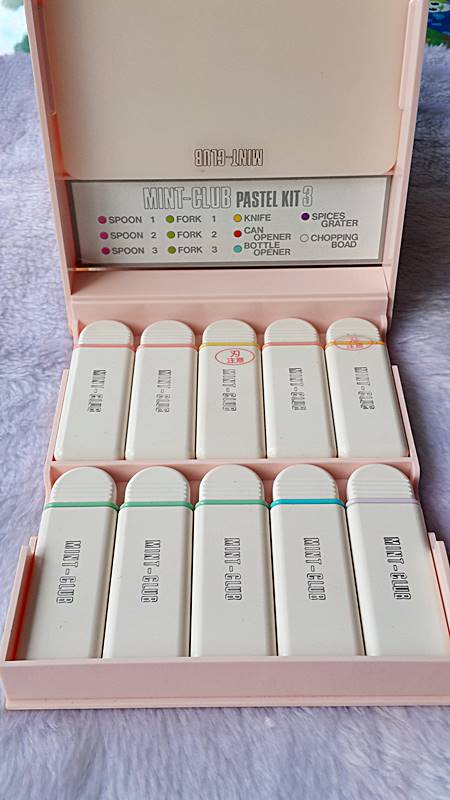 MINT-CLUB
MINT-CLUB PASTEL KIT 3
SPOON 1 FORK 1 KNIFE SPICES GRATER
SPOON 2 FORK 2 CAN OPENER CHOPPING BOAD
SPOON 3 FORK 3 BOTTLE OPENER
MINT-CLUB
MINT-CLUB
刃
注意
MINT-CLUB
MINT-CLUB
注意
MINT-CLUB
MINT-CLUB
MINT-CLUB
MINT-CLUB
MINT-CLUB
MINT-CLUB